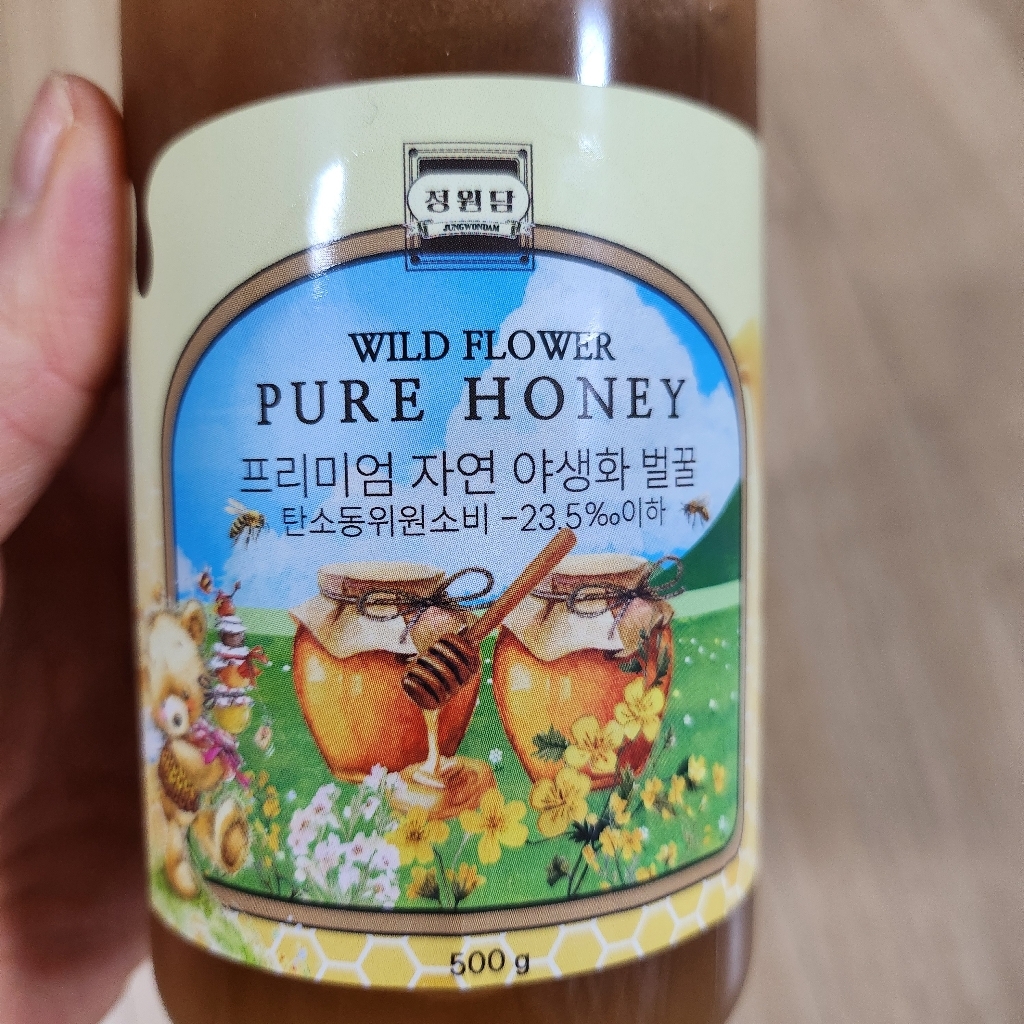 정원담
JUNGWONDAM
WILD FLOWER
PURE HONEY
프리미엄 자연 야생화 벌꿀
탄소동위원소비 -23.5‰이하
500 g